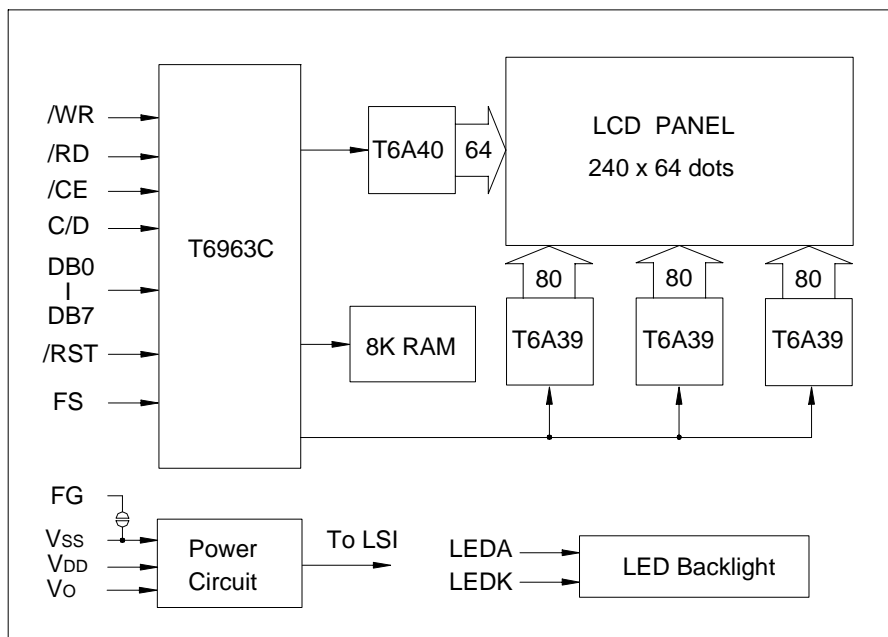 /WR
/RD
/CE
C/D
DB0
DB7
/RST
FS
T6963C
T6A40
64
LCD PANEL
240 x 64 dots
8K RAM
80
80
80
T6A39
T6A39
T6A39
FG
VSS
VDD
VO
Power
Circuit
To LSI
LEDA
LEDK
LED Backlight